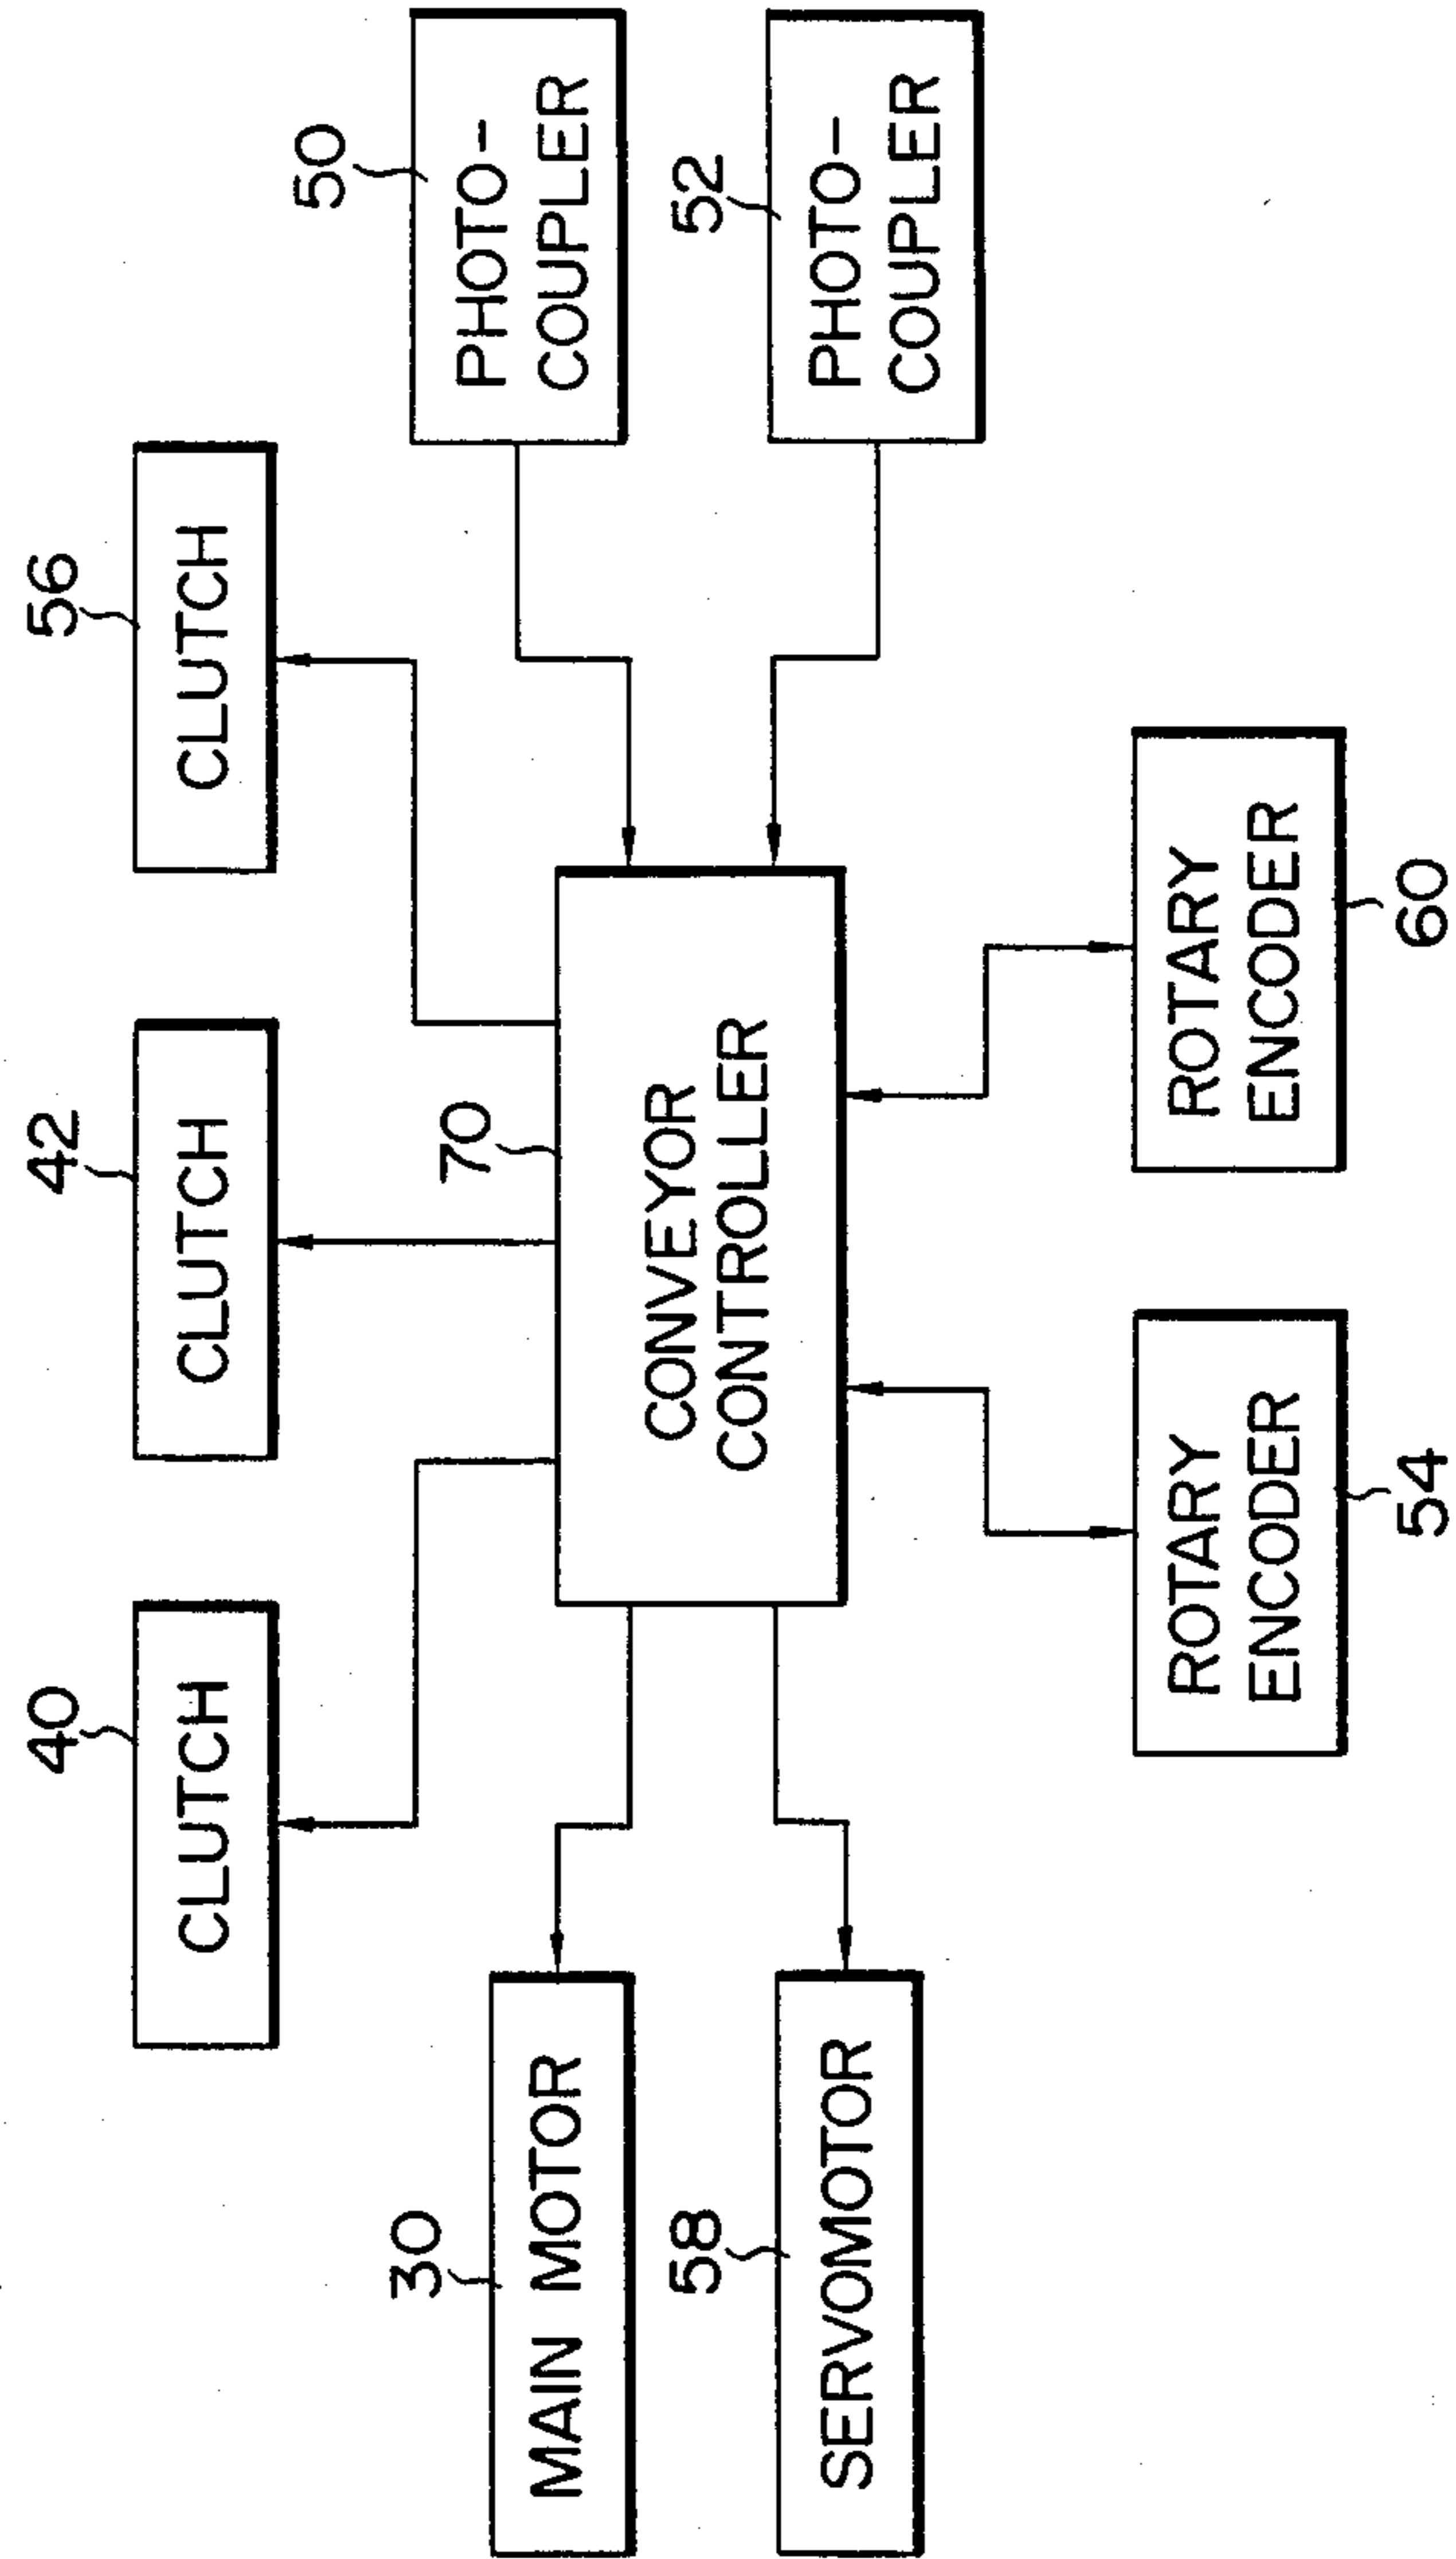 40
CLUTCH
42
CLUTCH
56
CLUTCH
30
MAIN MOTOR
58
SERVOMOTOR
70
CONVEYOR
CONTROLLER
50
PHOTO-
COUPLER
52
PHOTO-
COUPLER
ROTARY
ENCODER
54
ROTARY
ENCODER
60